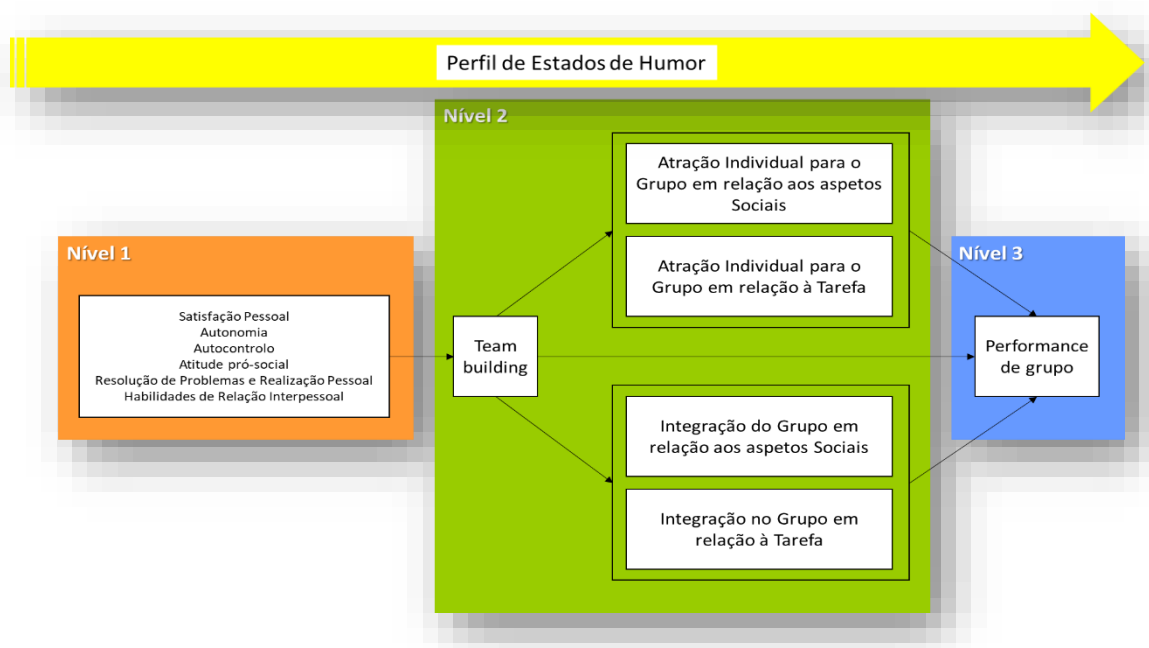 Perfil de Estados de Humor
Nível 1
Satisfação Pessoal
Autonomia
Autocontrolo
Atitude pró-social
Resolução de Problemas e Realização Pessoal
Habilidades de Relação Interpessoal
Nível 2
Team
building
Atração Individual para o
Grupo em relação aos aspetos
Sociais
Atração Individual para o
Grupo em relação à Tarefa
Integração do Grupo em
relação aos aspetos Sociais
Integração no Grupo em
relação à Tarefa
Nível 3
Performance
de grupo